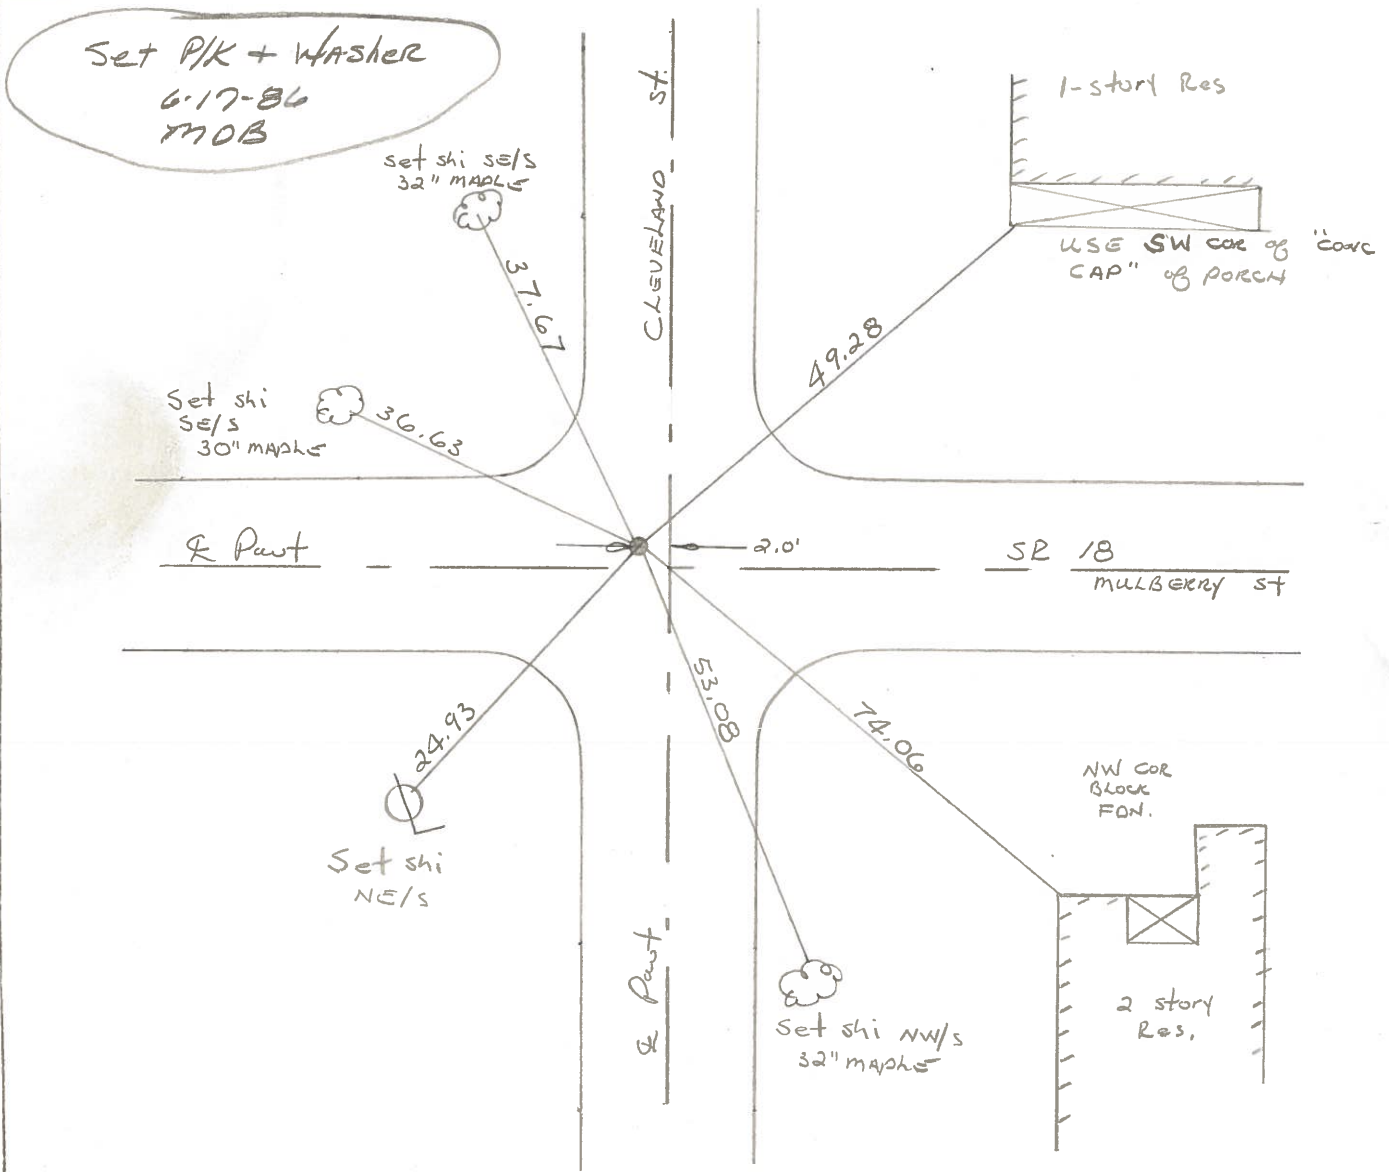 Set P/K + WASHER
6-17-86
MOB
set shi SE/S
32" MAPLE
37.67
CLEVELAND St.
1-story Res
USE SW COR of "CONC
CAP" of PORCH
49.28
Set shi
SE/S
30" MAPLE
36.63
℄ Pavt
2.0'
SR 18
MULBERRY St
24.93
53.08
74.06
Set shi
NE/S
NW COR
BLOCK
FDN.
℄ Pavt
Set shi NW/S
32" MAPLE
2 story
Res.